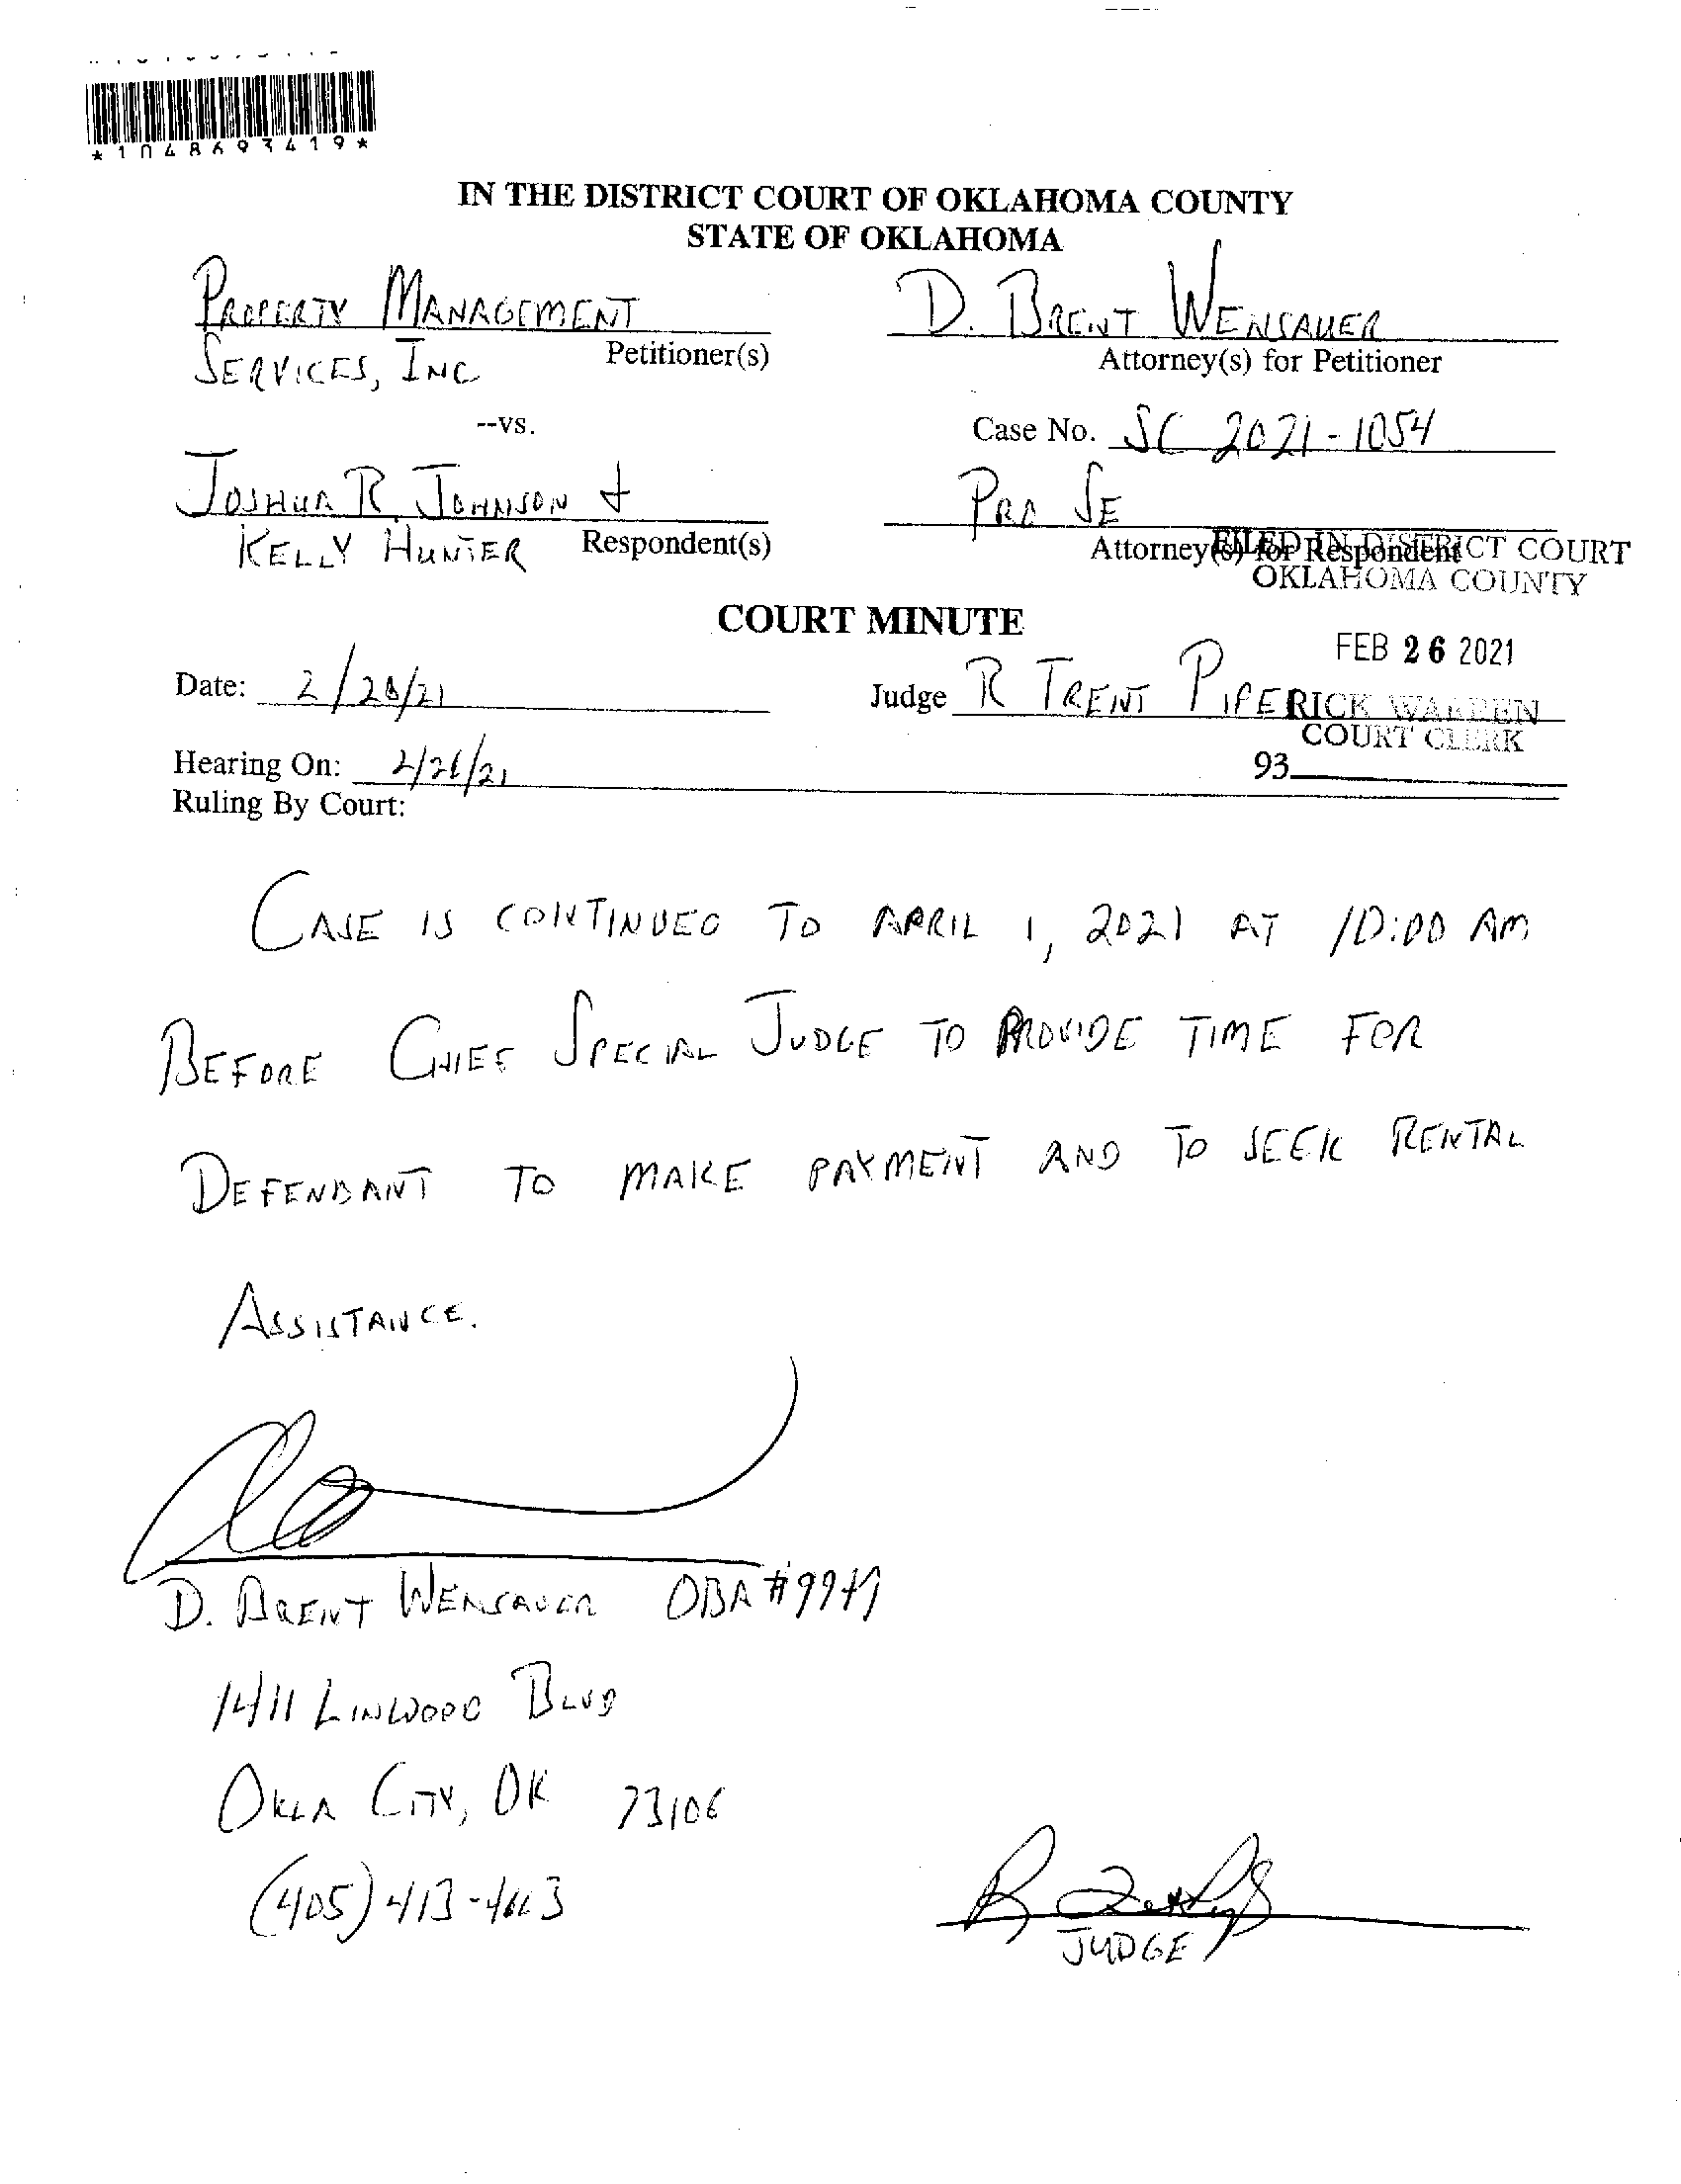 *1048693419*
IN THE DISTRICT COURT OF OKLAHOMA COUNTY
STATE OF OKLAHOMA
PROPERTY MANAGEMENT
SERVICES, INC
Petitioner(s)
D. BRENT WENSAUER
Attorney(s) for Petitioner
--vs.
Case No. SC 2021-1054
JOSHUA R. JOHNSON &
KELLY HUNTER
Respondent(s)
PRO SE
Attorney(s) for Respondent
FILED IN DISTRICT COURT
OKLAHOMA COUNTY
COURT MINUTE
FEB 26 2021
Date: 2/26/21
Judge R TRENT PIPER
RICK WARREN
COURT CLERK
Hearing On: 2/26/21
93
Ruling By Court:
CASE IS CONTINUED TO APRIL 1, 2021 AT 10:00 AM
BEFORE CHIEF SPECIAL JUDGE TO PROVIDE TIME FOR
DEFENDANT TO MAKE PAYMENT AND TO SEEK RENTAL
ASSISTANCE.
D. BRENT WENSAUER OBA #9949
1411 LINWOOD BLVD
OKLA CITY, OK 73106
(405) 413-4663
JUDGE